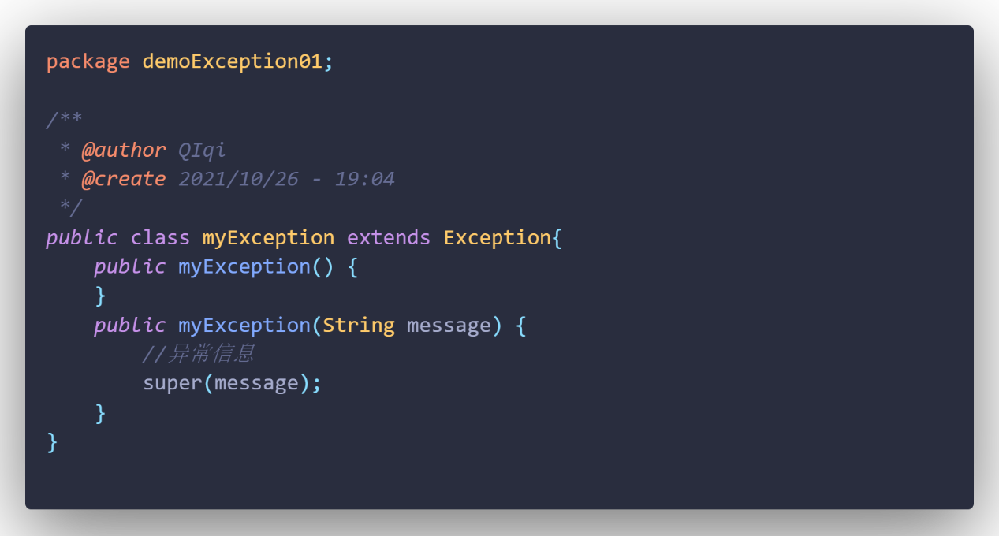 package demoException01;
/**
 * @author QIqi
 * @create 2021/10/26 - 19:04
 */
public class myException extends Exception{
    public myException() {
    }
    public myException(String message) {
        //异常信息
        super(message);
    }
}